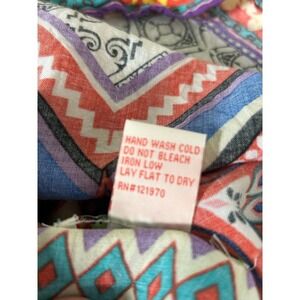 HAND WASH COLD
DO NOT BLEACH
IRON LOW
LAY FLAT TO DRY
RN#121970